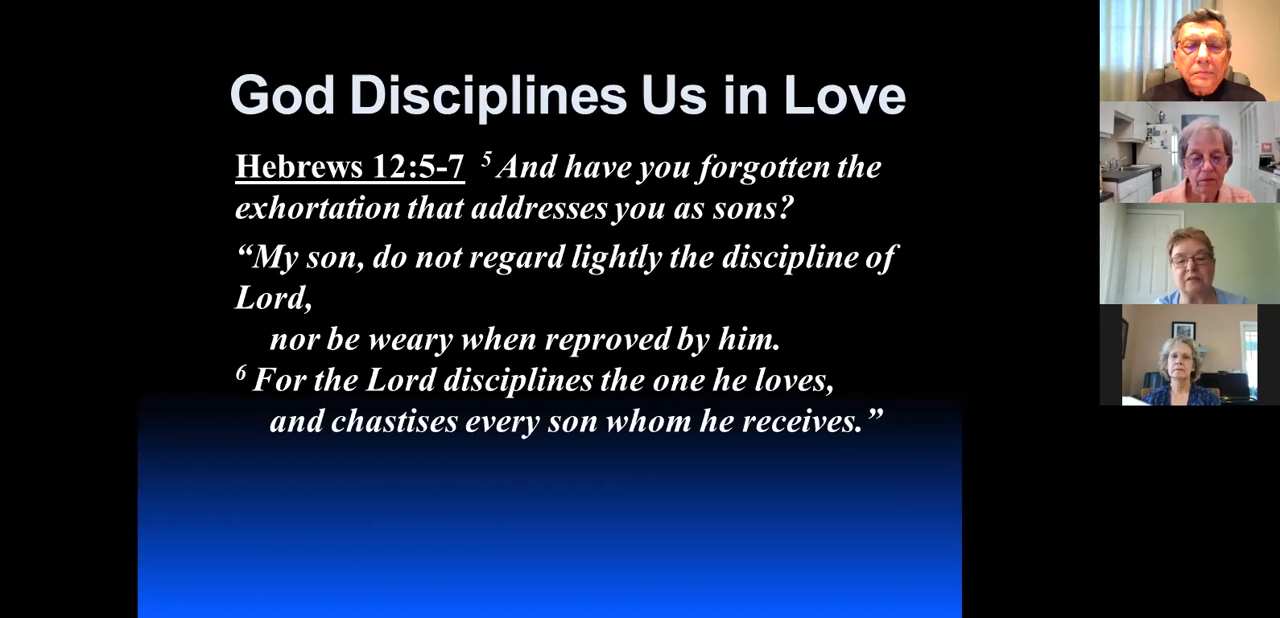 God Disciplines Us in Love
Hebrews 12:5-7 5 And have you forgotten the
exhortation that addresses you as sons?
“My son, do not regard lightly the discipline of
Lord,
nor be weary when reproved by him.
6 For the Lord disciplines the one he loves,
and chastises every son whom he receives.”